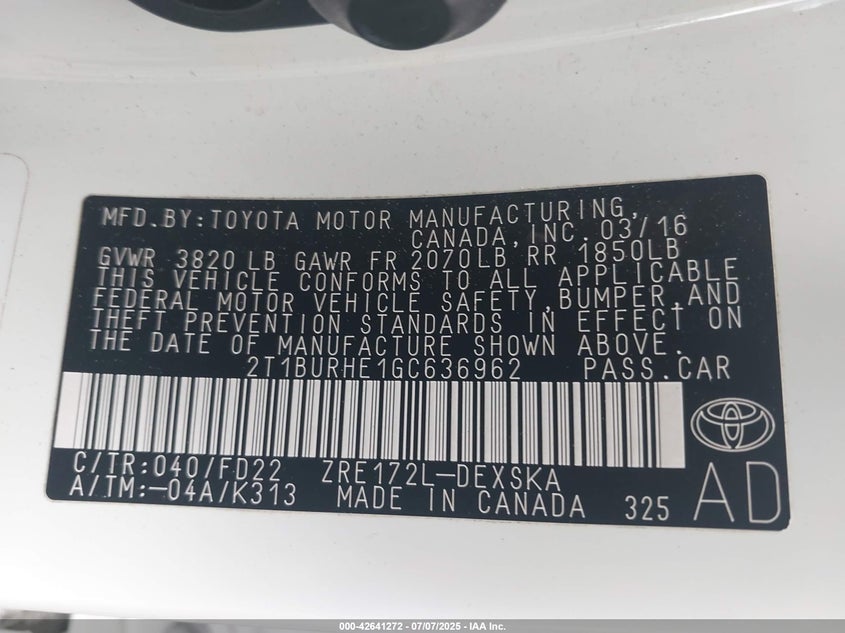 MFD.BY:TOYOTA MOTOR MANUFACTURING,
CANADA,INC. 03/16
GVWR 3820 LB GAWR FR 2070LB RR 1850LB
THIS VEHICLE CONFORMS TO ALL APPLICABLE
FEDERAL MOTOR VEHICLE SAFETY,BUMPER,AND
THEFT PREVENTION STANDARDS IN EFFECT ON
THE DATE OF MANUFACTURE SHOWN ABOVE.
2T1BURHE1GC636962 PASS.CAR
C/TR:040/FD22 ZRE172L-DEXSKA
A/TM:-04A/K313 MADE IN CANADA 325
AD
000-42641272 | 07/07/2025 | IAA Inc.